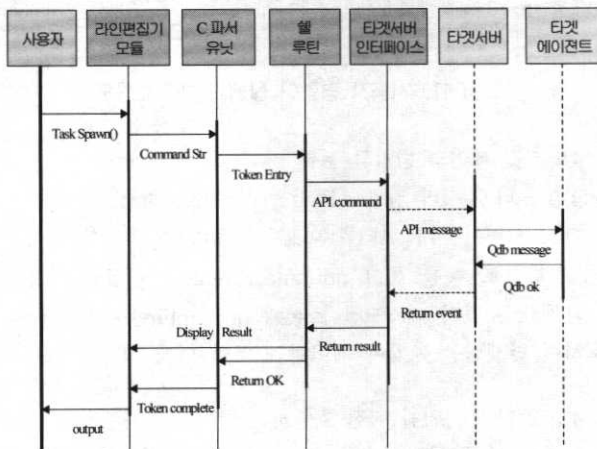 사용자
라인편집기
모듈
C 파서
유닛
쉘
루틴
타겟서버
인터페이스
타겟서버
타겟
에이젼트
Task Spawn()
Command Str
Token Entry
API command
API message
Qdb message
Qdb ok
Return event
Display Result
Return result
Return OK
Token complete
output